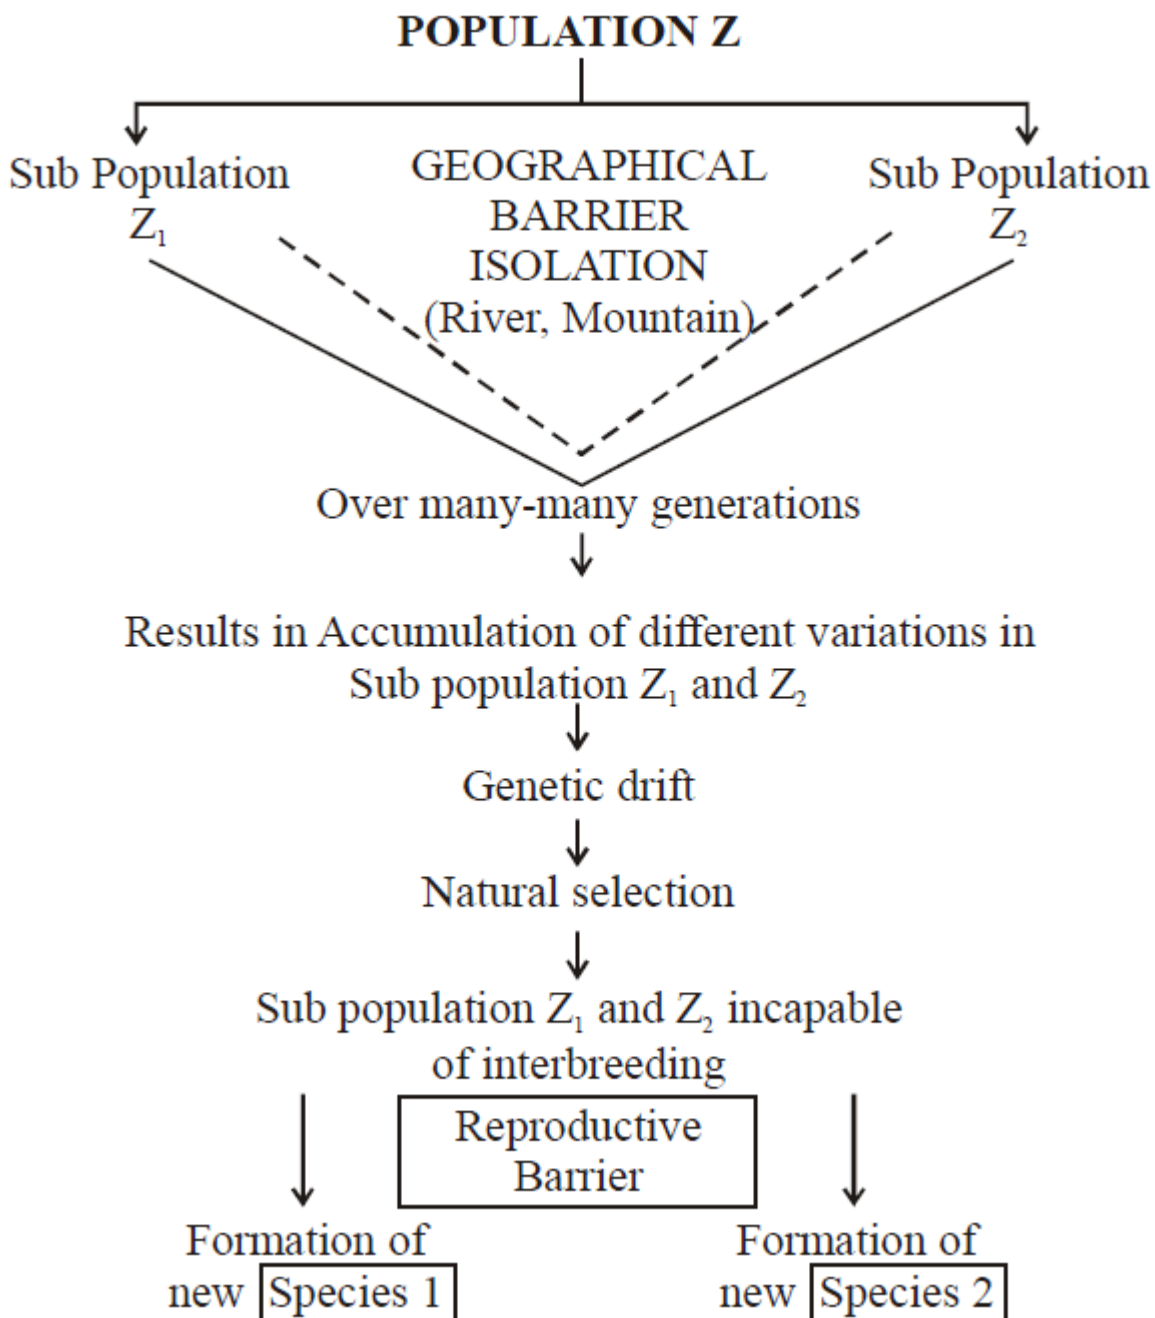 POPULATION Z
Sub Population
Z₁
GEOGRAPHICAL
BARRIER
ISOLATION
(River, Mountain)
Sub Population
Z₂
Over many-many generations
Results in Accumulation of different variations in
Sub population Z₁ and Z₂
Genetic drift
Natural selection
Sub population Z₁ and Z₂ incapable
of interbreeding
Reproductive
Barrier
Formation of
new Species 1
Formation of
new Species 2